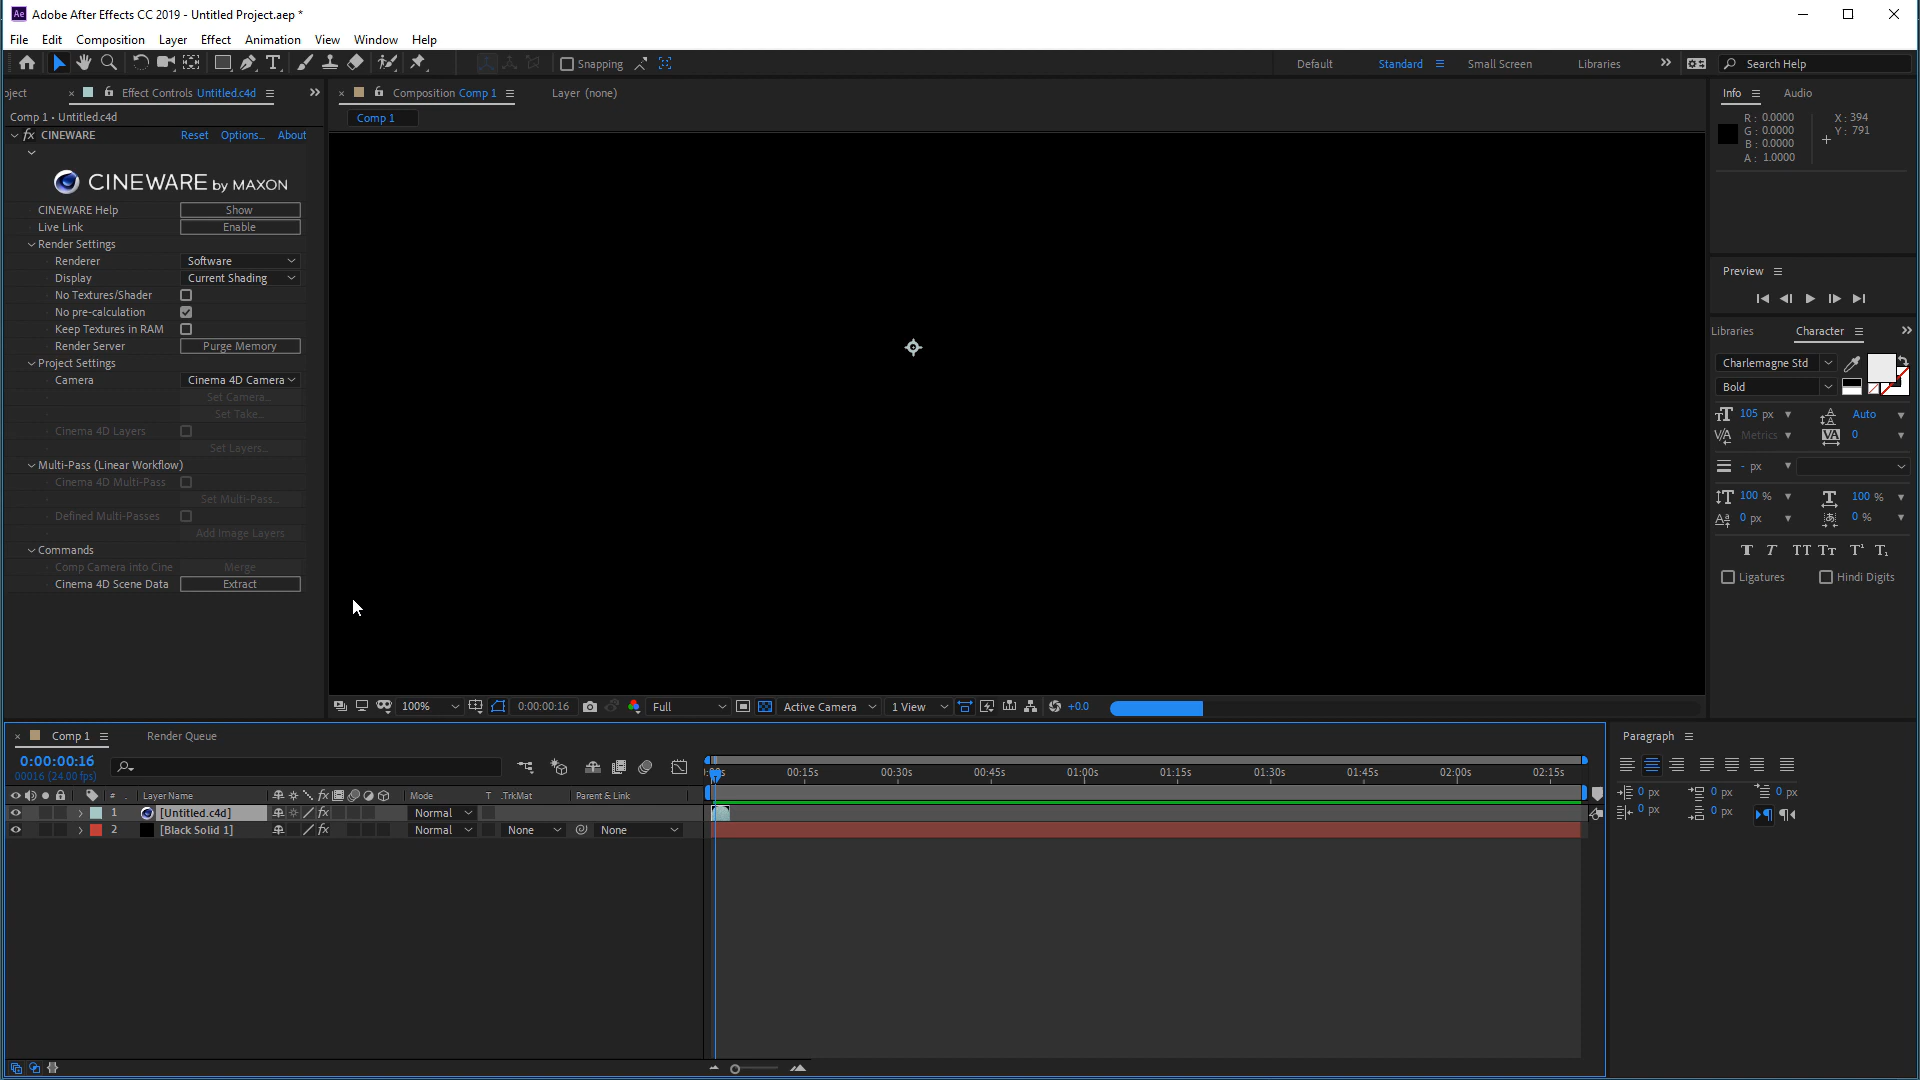 Ae Adobe After Effects CC 2019 - Untitled Project.aep *
File Edit Composition Layer Effect Animation View Window Help
Snapping Default Standard Small Screen Libraries Search Help
oject Effect Controls Untitled.c4d
Composition Comp 1 Layer (none)
Info Audio
Comp 1 • Untitled.c4d
Comp 1
fx CINEWARE Reset Options... About
CINEWARE by MAXON
CINEWARE Help Show
Live Link Enable
Render Settings
Renderer Software
Display Current Shading
No Textures/Shader
No pre-calculation
Keep Textures in RAM
Render Server Purge Memory
Project Settings
Camera Cinema 4D Camera
Set Camera...
Set Take...
Cinema 4D Layers
Set Layers...
Multi-Pass (Linear Workflow)
Cinema 4D Multi-Pass
Set Multi-Pass...
Defined Multi-Passes
Add Image Layers
Commands
Comp Camera into Cine Merge
Cinema 4D Scene Data Extract
R: 0.0000 X: 394
G: 0.0000 Y: 791
B: 0.0000
A: 1.0000
Preview
Libraries Character
Charlemagne Std
Bold
105 px Auto
Metrics 0
- px
100 % 100 %
0 px 0 %
T T TT Tr T¹ T₁
Ligatures Hindi Digits
100% 0:00:00:16 Full Active Camera 1 View +0.0
Comp 1 Render Queue
0:00:00:16
00016 (24.00 fps)
00:15s 00:30s 00:45s 01:00s 01:15s 01:30s 01:45s 02:00s 02:15s
# Layer Name fx Mode T .TrkMat Parent & Link
1 [Untitled.c4d] fx Normal
2 [Black Solid 1] fx Normal None None
Paragraph
0 px 0 px 0 px
0 px 0 px